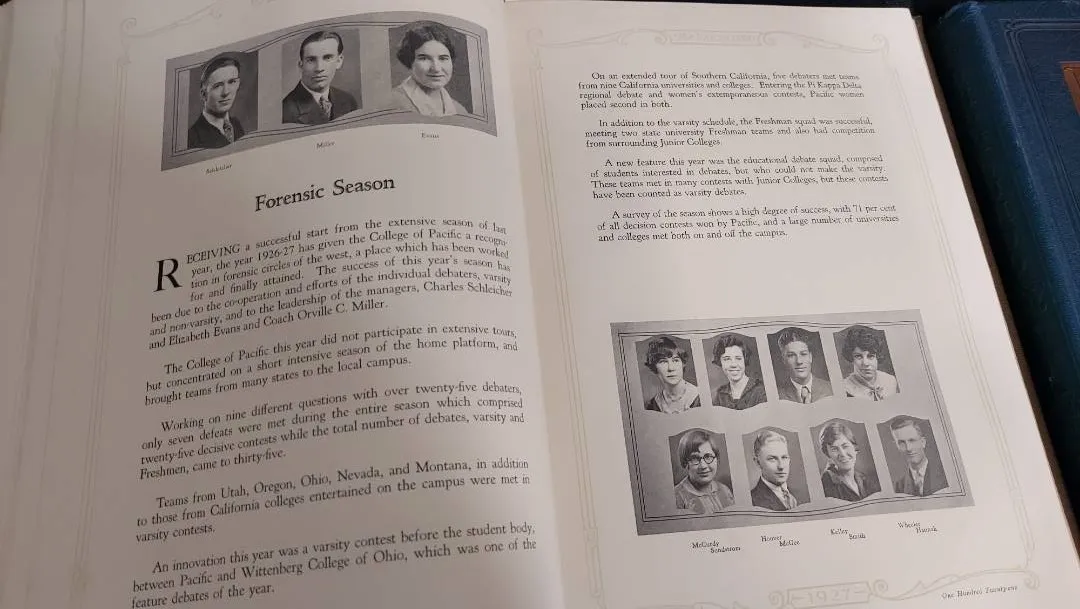 Schleicher
Miller
Evans
Forensic Season
RECEIVING a successful start from the extensive season of last
year, the year 1926-27 has given the College of Pacific a recogni-
tion in forensic circles of the west, a place which has been worked
for and finally attained. The success of this year's season has
been due to the co-operation and efforts of the individual debaters, varsity
and non-varsity, and to the leadership of the managers, Charles Schleicher
and Elizabeth Evans and Coach Orville C. Miller.
The College of Pacific this year did not participate in extensive tours,
but concentrated on a short intensive season of the home platform, and
brought teams from many states to the local campus.
Working on nine different questions with over twenty-five debaters,
only seven defeats were met during the entire season which comprised
twenty-five decisive contests while the total number of debates, varsity and
Freshmen, came to thirty-five.
Teams from Utah, Oregon, Ohio, Nevada, and Montana, in addition
to those from California colleges entertained on the campus were met in
varsity contests.
An innovation this year was a varsity contest before the student body,
between Pacific and Wittenberg College of Ohio, which was one of the
feature debates of the year.
On an extended tour of Southern California, five debaters met teams
from nine California universities and colleges. Entering the Pi Kappa Delta
regional debate and women's extemporaneous contests, Pacific women
placed second in both.
In addition to the varsity schedule, the Freshman squad was successful,
meeting two state university Freshman teams and also had competition
from surrounding Junior Colleges.
A new feature this year was the educational debate squad, composed
of students interested in debates, but who could not make the varsity.
These teams met in many contests with Junior Colleges, but these contests
have been counted as varsity debates.
A survey of the season shows a high degree of success, with 71 per cent
of all decision contests won by Pacific, and a large number of universities
and colleges met both on and off the campus.
McCurdy Hoover Kelley Wheeler
Sandstrom McGee Smith Hannah
1927
One Hundred Twenty-one